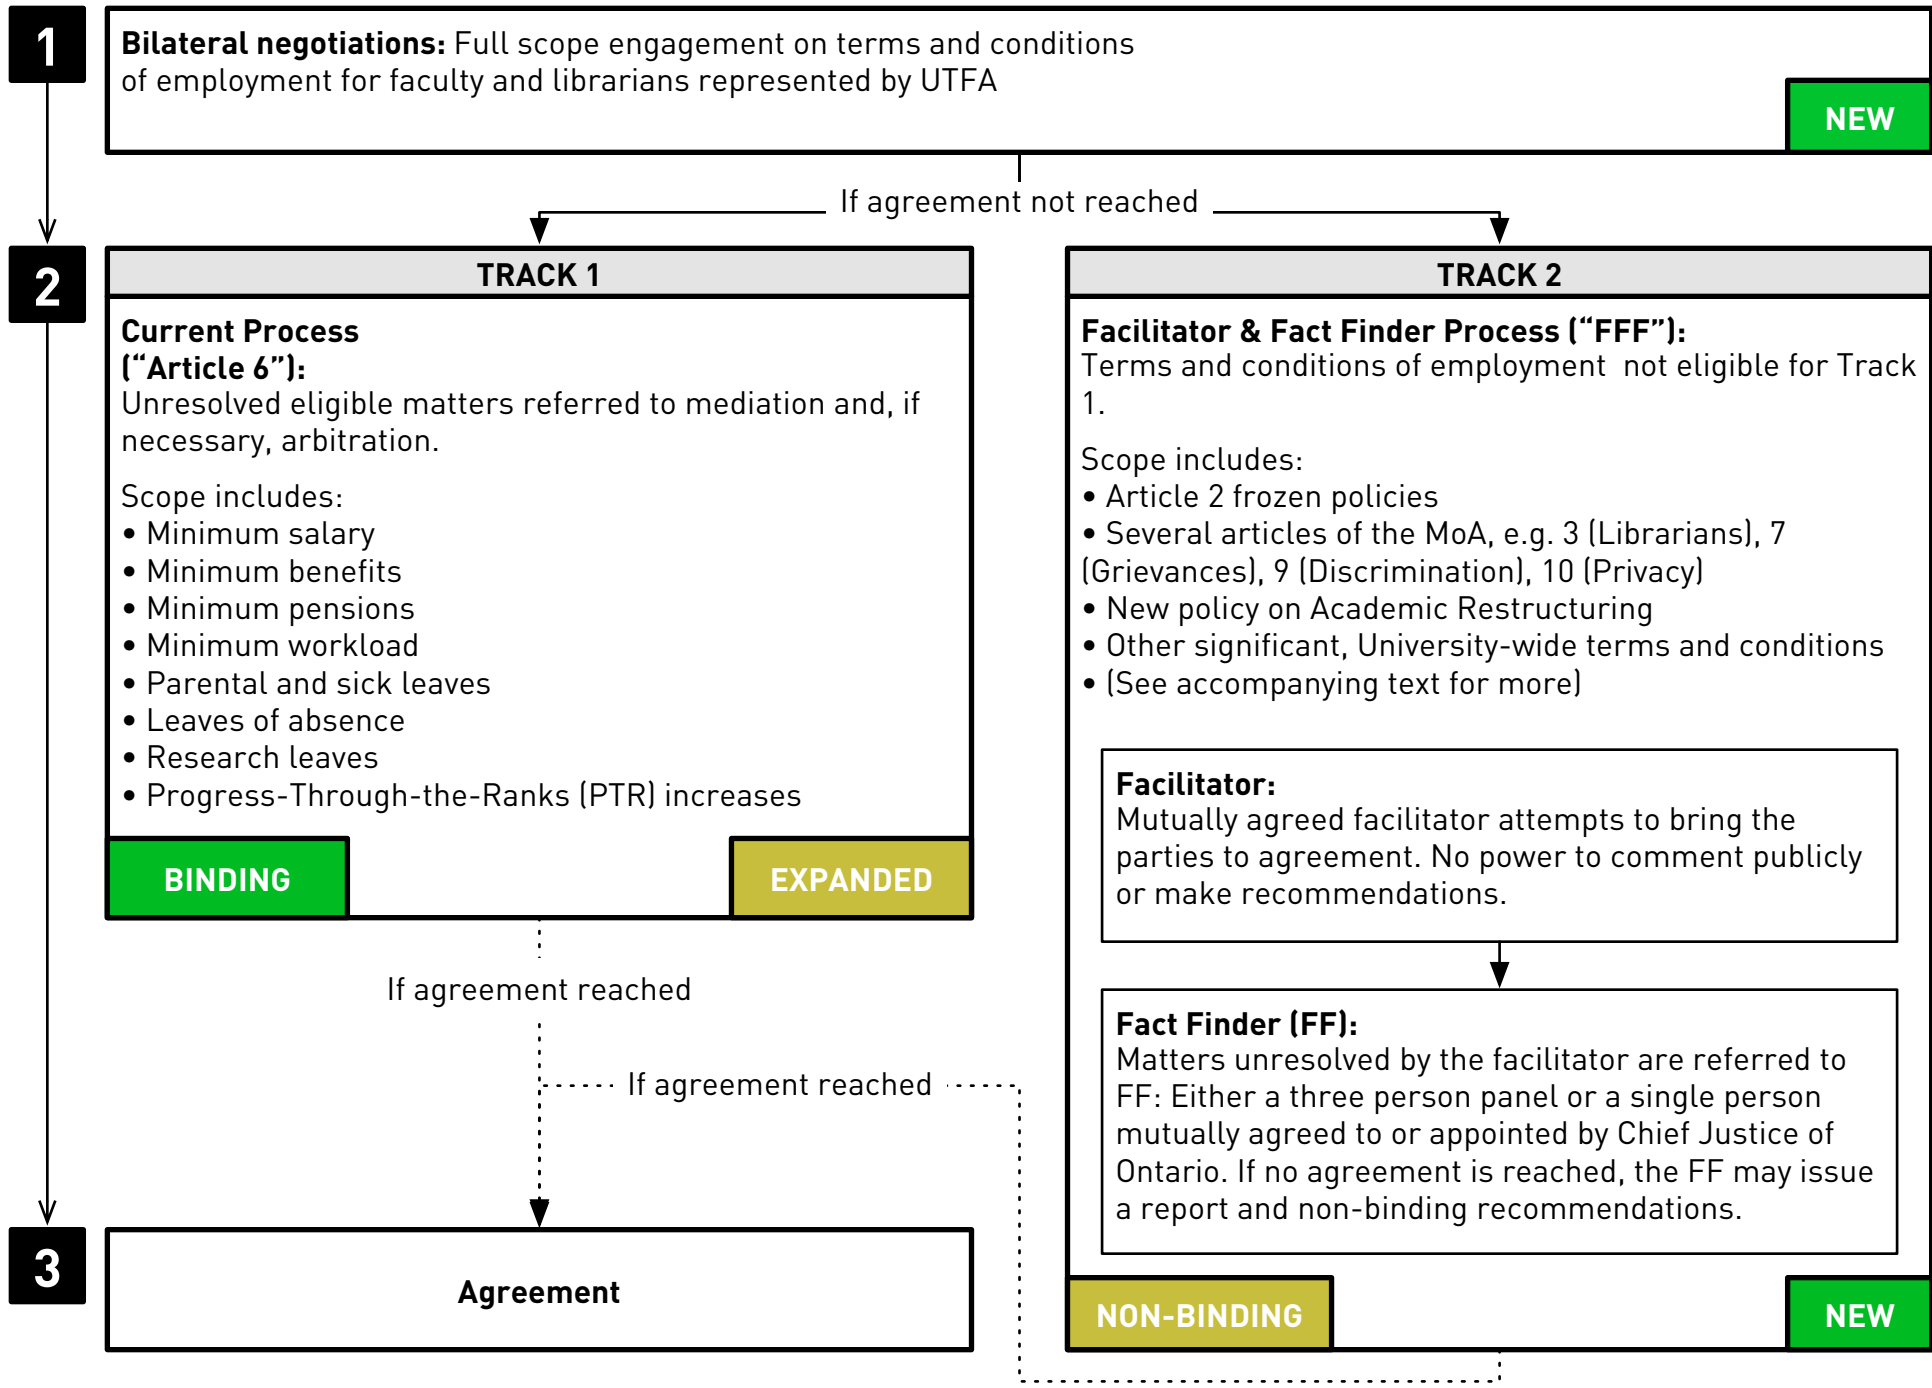 1
Bilateral negotiations: Full scope engagement on terms and conditions
of employment for faculty and librarians represented by UTFA
NEW
If agreement not reached
2
TRACK 1
Current Process
(“Article 6”):
Unresolved eligible matters referred to mediation and, if
necessary, arbitration.
Scope includes:
• Minimum salary
• Minimum benefits
• Minimum pensions
• Minimum workload
• Parental and sick leaves
• Leaves of absence
• Research leaves
• Progress-Through-the-Ranks (PTR) increases
BINDING
EXPANDED
TRACK 2
Facilitator & Fact Finder Process (“FFF”):
Terms and conditions of employment  not eligible for Track
1.
Scope includes:
• Article 2 frozen policies
• Several articles of the MoA, e.g. 3 (Librarians), 7
(Grievances), 9 (Discrimination), 10 (Privacy)
• New policy on Academic Restructuring
• Other significant, University-wide terms and conditions
• (See accompanying text for more)
Facilitator:
Mutually agreed facilitator attempts to bring the
parties to agreement. No power to comment publicly
or make recommendations.
Fact Finder (FF):
Matters unresolved by the facilitator are referred to
FF: Either a three person panel or a single person
mutually agreed to or appointed by Chief Justice of
Ontario. If no agreement is reached, the FF may issue
a report and non-binding recommendations.
NON-BINDING
NEW
If agreement reached
If agreement reached
3
Agreement